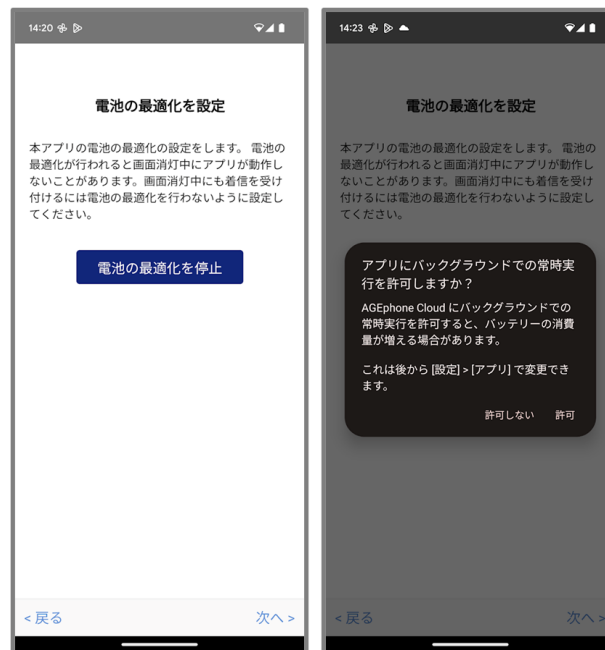 14:20
電池の最適化を設定
本アプリの電池の最適化の設定をします。 電池の
最適化が行われると画面消灯中にアプリが動作し
ないことがあります。画面消灯中にも着信を受け
付けるには電池の最適化を行わないように設定し
てください。
電池の最適化を停止
< 戻る
次へ >
14:23
電池の最適化を設定
本アプリの電池の最適化の設定をします。 電池の
最適化が行われると画面消灯中にアプリが動作し
ないことがあります。画面消灯中にも着信を受け
付けるには電池の最適化を行わないように設定し
てください。
アプリにバックグラウンドでの常時実
行を許可しますか？
AGEphone Cloud にバックグラウンドでの
常時実行を許可すると、バッテリーの消費
量が増える場合があります。
これは後から [設定] > [アプリ] で変更でき
ます。
許可しない
許可
< 戻る
次へ >